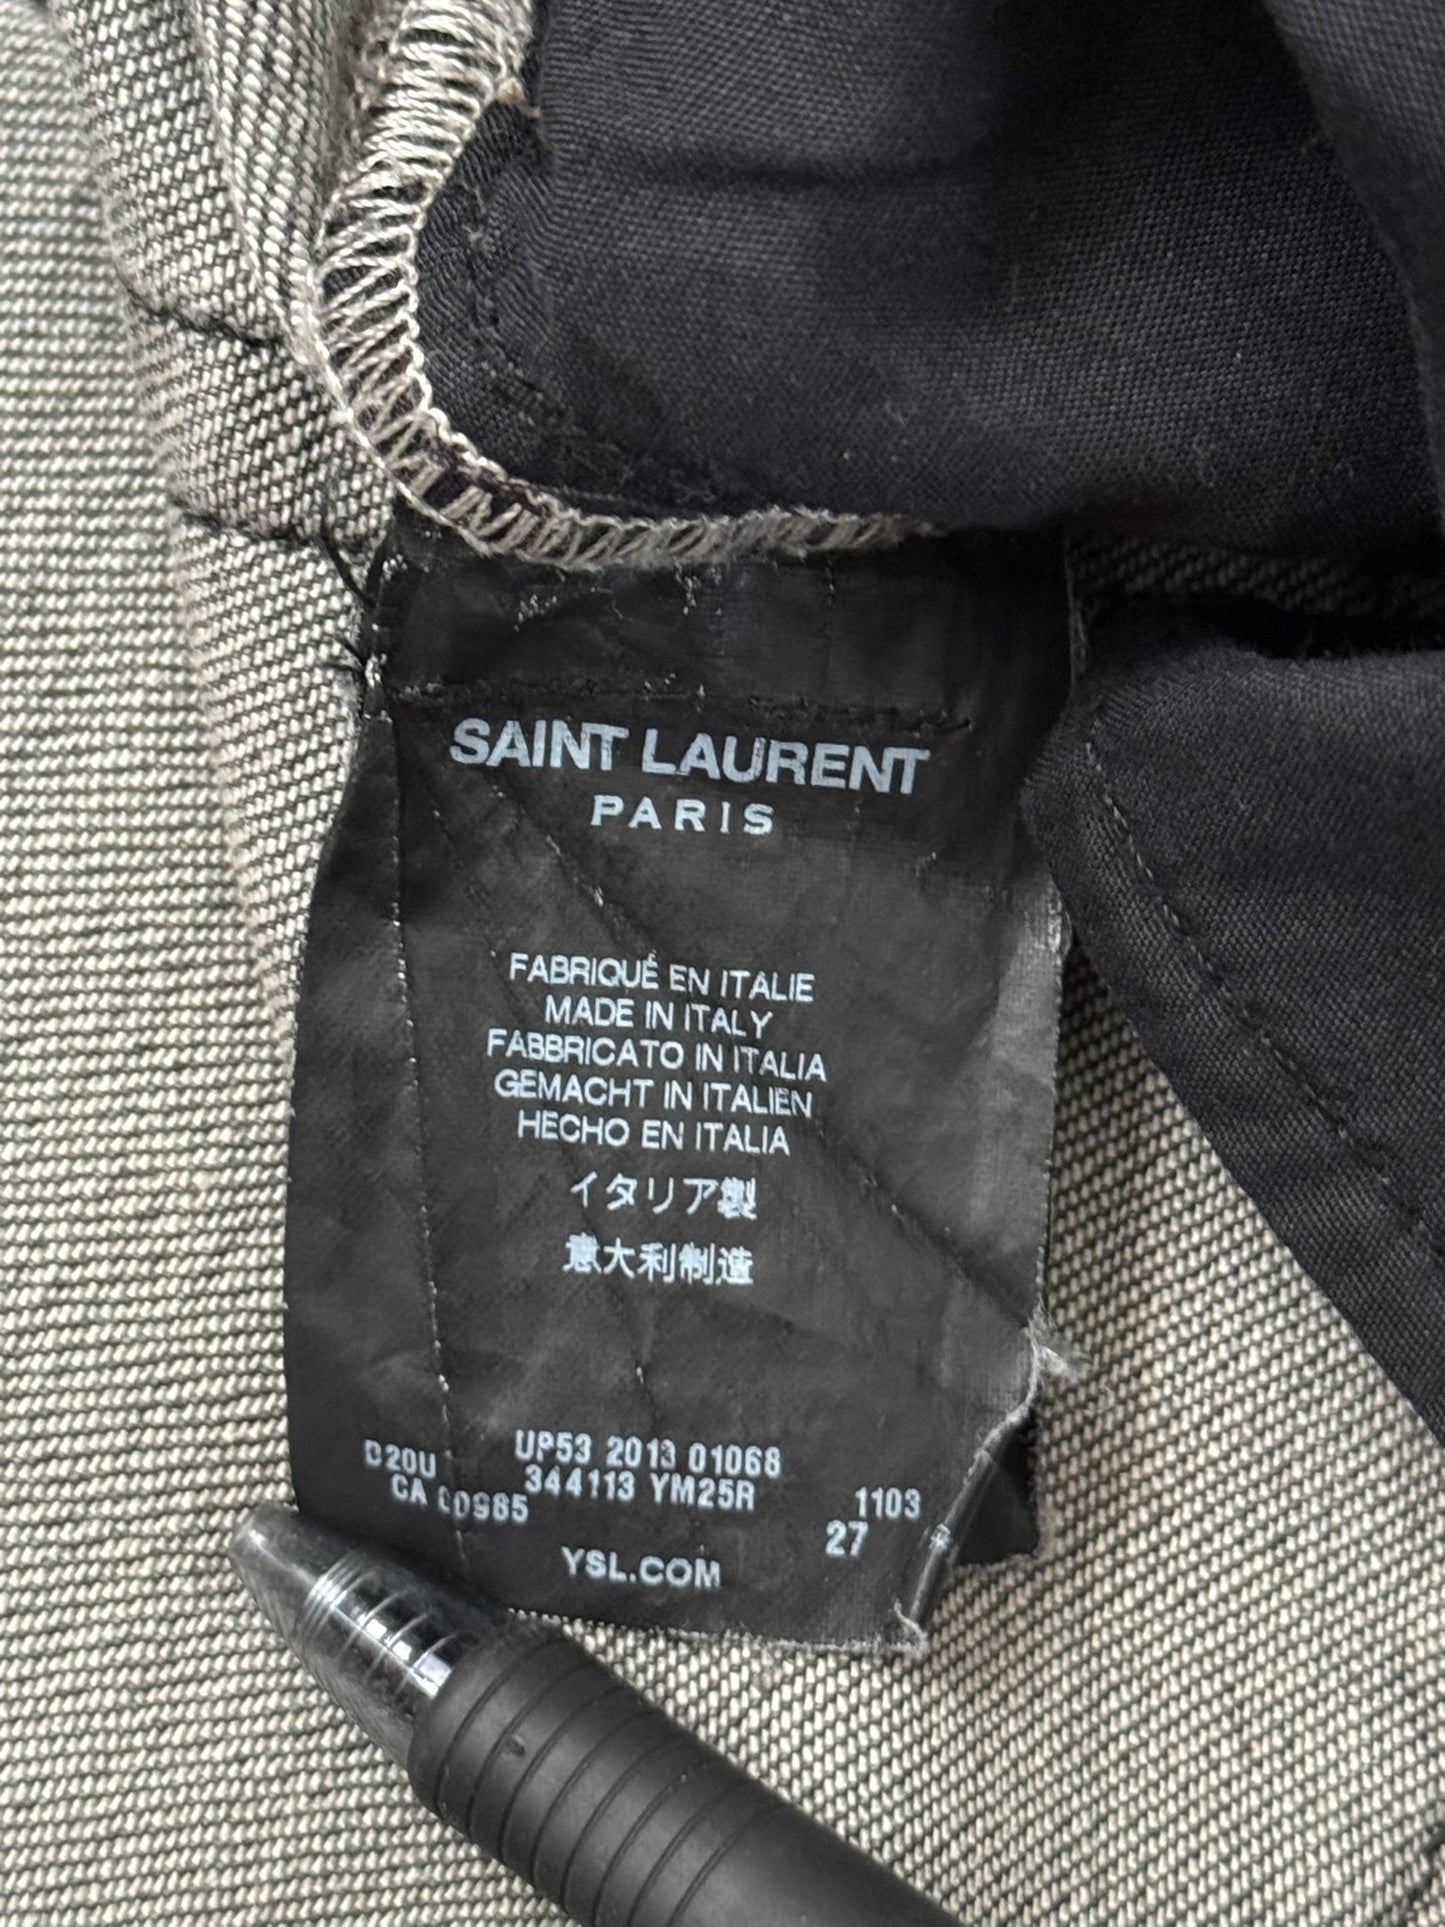 SAINT LAURENT
PARIS
FABRIQUÉ EN ITALIE
MADE IN ITALY
FABBRICATO IN ITALIA
GEMACHT IN ITALIEN
HECHO EN ITALIA
イタリア製
意大利制造
UP53 2013 01068
D20U 344113 YM25R 1103
CA 00985 27
YSL.COM